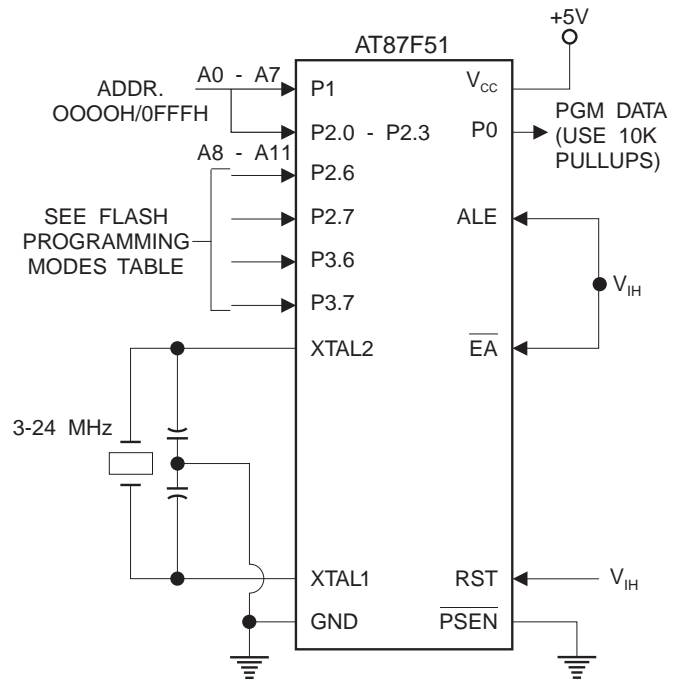 +5V
AT87F51
ADDR.
OOOOH/0FFFH
A0 - A7
P1
VCC
P2.0 - P2.3
P0
PGM DATA
(USE 10K
PULLUPS)
A8 - A11
P2.6
SEE FLASH
PROGRAMMING
MODES TABLE
P2.7
ALE
P3.6
VIH
P3.7
XTAL2
EA
3-24 MHz
XTAL1
RST
VIH
GND
PSEN